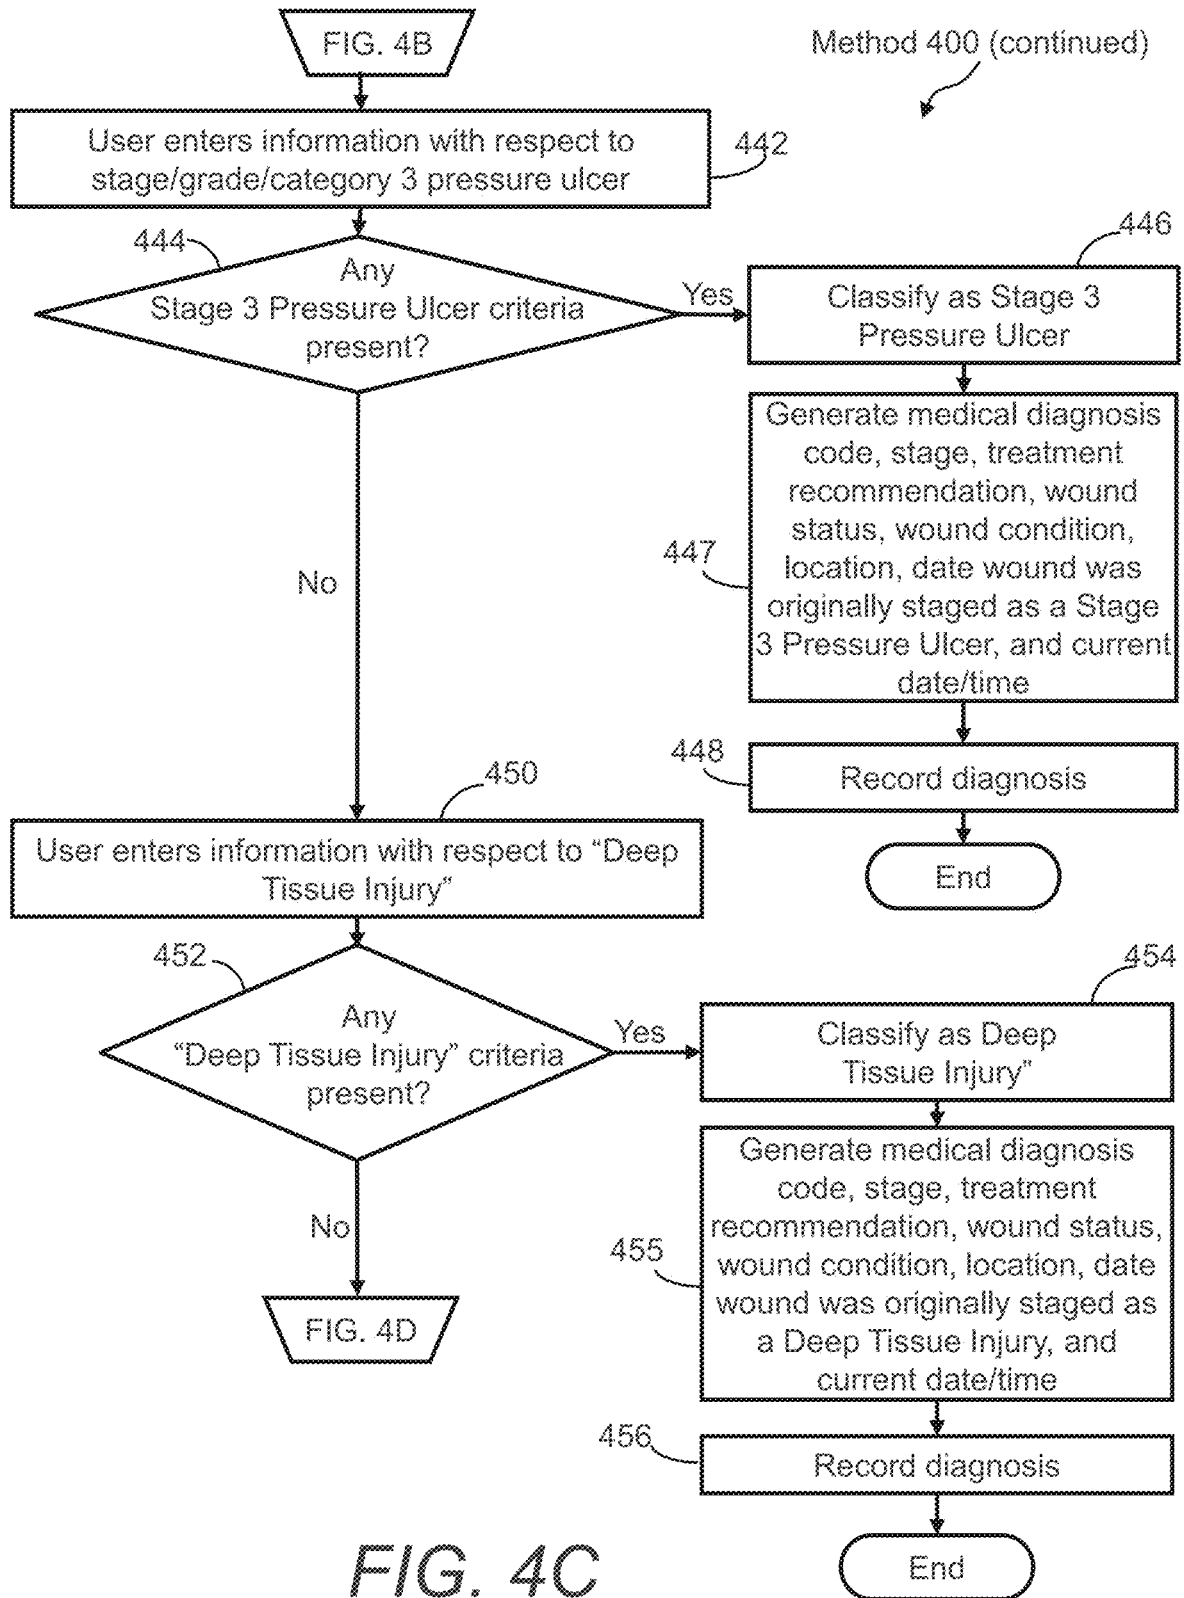 FIG. 4B
Method 400 (continued)
User enters information with respect to
stage/grade/category 3 pressure ulcer
442
444
Any
Stage 3 Pressure Ulcer criteria
present?
Yes
446
Classify as Stage 3
Pressure Ulcer
Generate medical diagnosis
code, stage, treatment
recommendation, wound
status, wound condition,
location, date wound was
originally staged as a Stage
3 Pressure Ulcer, and current
date/time
447
No
448
Record diagnosis
End
450
User enters information with respect to “Deep
Tissue Injury”
452
Any
“Deep Tissue Injury” criteria
present?
Yes
454
Classify as Deep
Tissue Injury”
Generate medical diagnosis
code, stage, treatment
recommendation, wound status,
wound condition, location, date
wound was originally staged as
a Deep Tissue Injury, and
current date/time
455
No
FIG. 4D
456
Record diagnosis
End
FIG. 4C